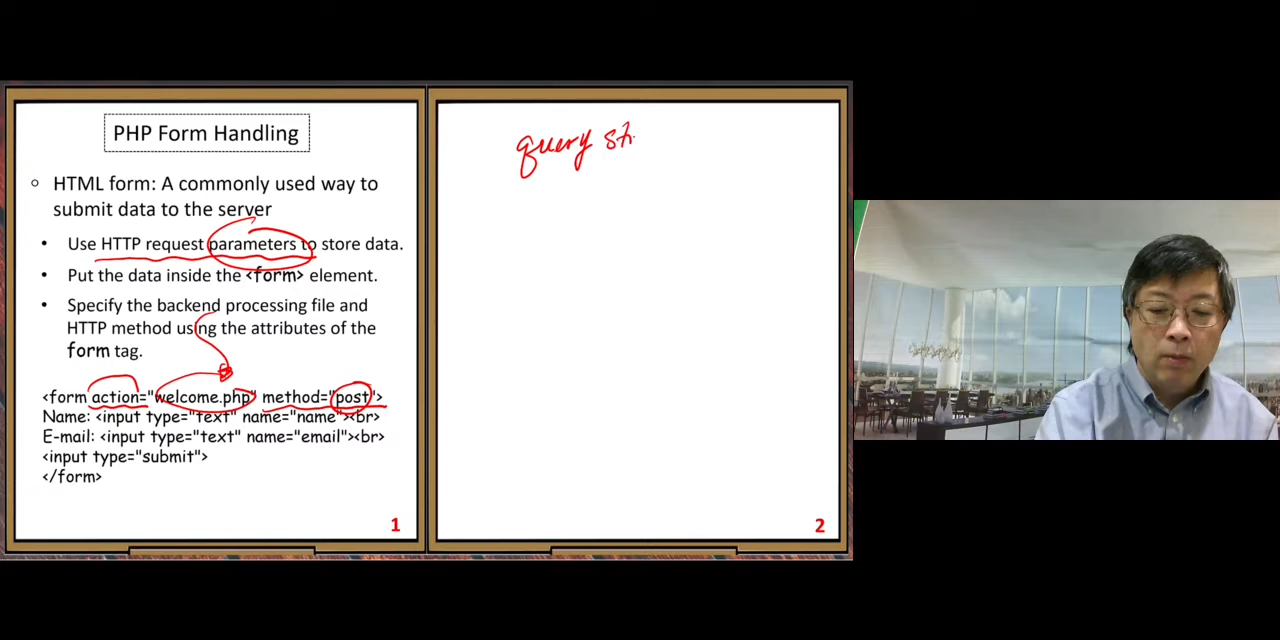 PHP Form Handling
HTML form: A commonly used way to
submit data to the server
• Use HTTP request parameters to store data.
• Put the data inside the <form> element.
• Specify the backend processing file and
HTTP method using the attributes of the
form tag.
<form action="welcome.php" method="post">
Name: <input type="text" name="name"><br>
E-mail: <input type="text" name="email"><br>
<input type="submit">
</form>
1
query st
2